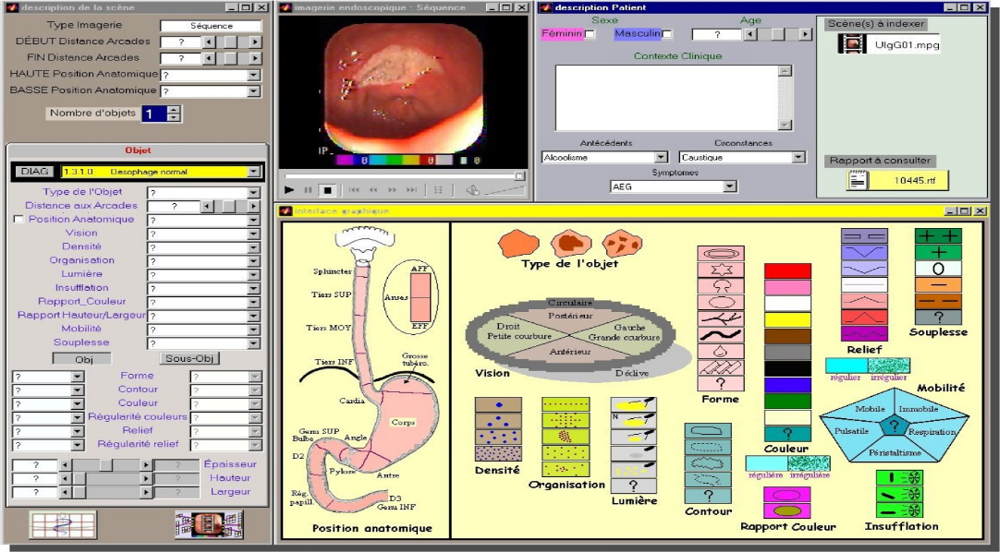 description de la scène
Type Imagerie Séquence
DÉBUT Distance Arcades ?
FIN Distance Arcades ?
HAUTE Position Anatomique ?
BASSE Position Anatomique ?
Nombre d'objets 1
Objet
DIAG 1.3.1.0 Oesophage normal
Type de l'Objet ?
Distance aux Arcades ?
Position Anatomique ?
Vision ?
Densité ?
Organisation ?
Lumière ?
Insufflation ?
Rapport_Couleur ?
Rapport Hauteur/Largeur ?
Mobilité ?
Souplesse ?
Obj Sous-Obj
? Forme ?
? Contour ?
? Couleur ?
? Régularité couleurs ?
? Relief ?
? Régularité relief ?
? ? Épaisseur
? ? Hauteur
? ? Largeur
imagerie endoscopique : Séquence
IP_
description Patient
Sexe
Féminin Masculin
Age
?
Contexte Clinique
Antécédents Circonstances
Alcoolisme Caustique
Symptomes
AEG
Scène(s) à indexer
UlgG01.mpg
Rapport à consulter
10445.rtf
interface graphique
Sphincter
Tiers SUP
Tiers MOY
Tiers INF
AFF
Anses
EFF
Grosse
tubéro.
Cardia
Corps
Genu SUP
Bulbe
Angle
D2
Pylore
Antre
Rég.
papill.
D3
Genu INF
Position anatomique
Type de l'objet
Circulaire
Postérieur
Droit
Petite courbure
Gauche
Grande courbure
Antérieur
Déclive
Vision
Densité
Organisation
N
?
Lumière
?
Forme
?
Contour
?
Couleur
régulière irrégulière
Rapport Couleur
Relief
régulier irrégulier
+ +
+
O
–
– –
?
Souplesse
Mobilité
Mobile Immobile
Pulsatile ? Respiration
Péristaltisme
Insufflation